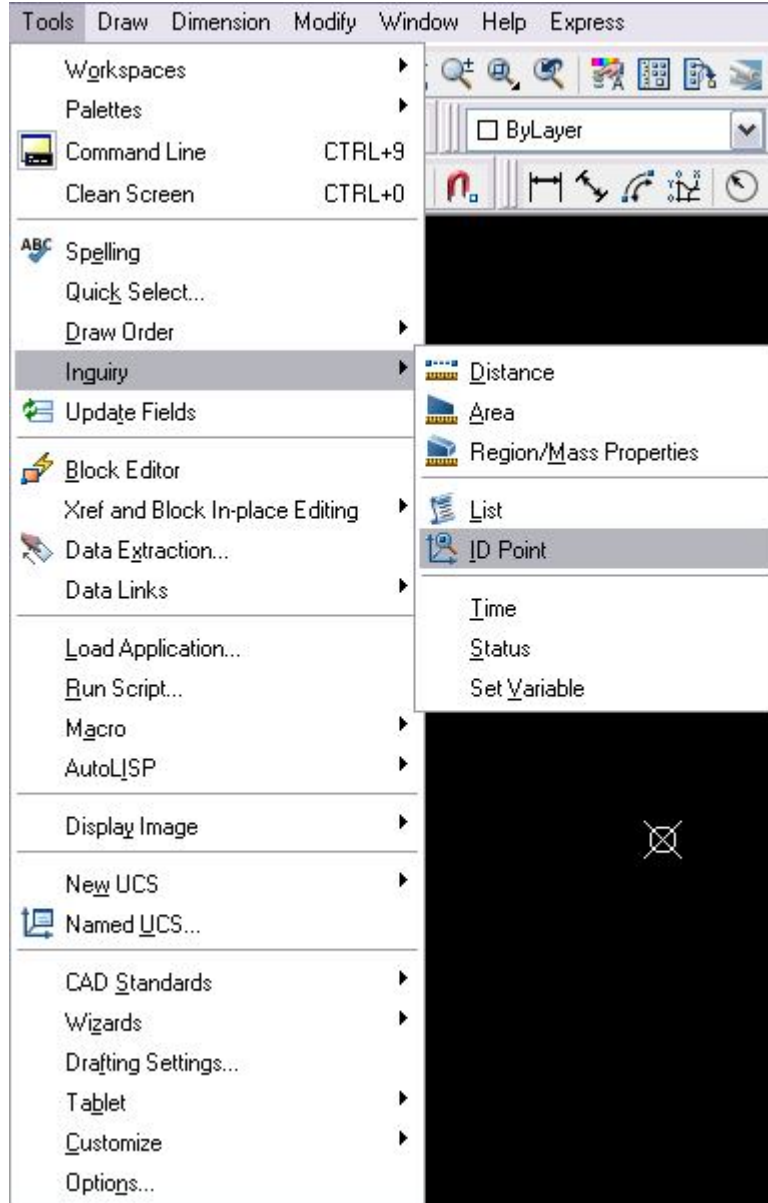 Tools Draw Dimension Modify Window Help Express
Workspaces
Palettes
ByLayer
Command Line CTRL+9
Clean Screen CTRL+0
ABC Spelling
Quick Select...
Draw Order
Inguiry
Distance
Update Fields
Area
Region/Mass Properties
Block Editor
Xref and Block In-place Editing
List
Data Extraction...
ID Point
Data Links
Time
Load Application...
Status
Run Script...
Set Variable
Macro
AutoLISP
Display Image
New UCS
Named UCS...
CAD Standards
Wizards
Drafting Settings...
Tablet
Customize
Options...